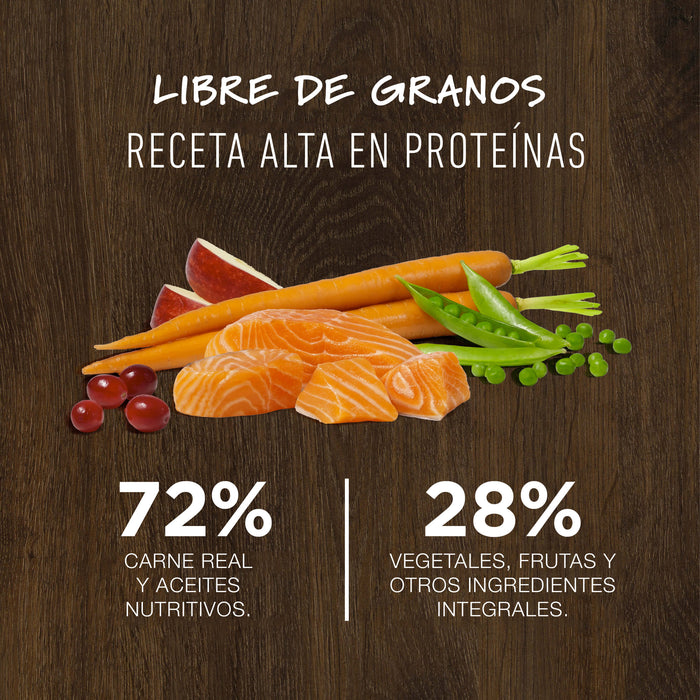 LIBRE DE GRANOS
RECETA ALTA EN PROTEÍNAS
72%
CARNE REAL
Y ACEITES
NUTRITIVOS.
28%
VEGETALES, FRUTAS Y
OTROS INGREDIENTES
INTEGRALES.